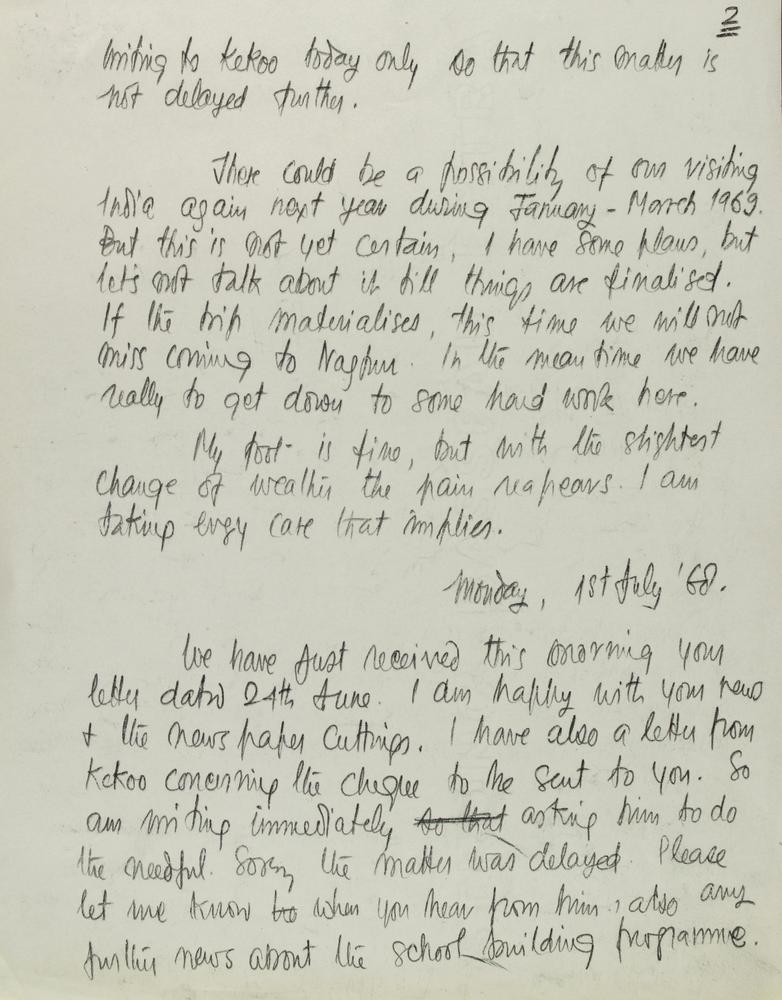 2
writing to Kekoo today only so that this matter is
not delayed further.
There could be a possibility of our visiting
India again next year during January - March 1969.
But this is not yet certain, I have some plans, but
let's not talk about it till things are finalised.
If the trip materialises, this time we will not
miss coming to Nagpur. In the meantime we have
really to get down to some hard work here.
My foot is fine, but with the slightest
change of weather the pain reapears. I am
taking every care that implies.
Monday, 1st July '68.
We have just received this morning your
letter dated 24th June. I am happy with your news
+ the newspaper cuttings. I have also a letter from
Kekoo concerning the cheque to be sent to you. So
am writing immediately so that asking him to do
the needful. Sorry the matter was delayed. Please
let me know when you hear from him, also any
further news about the school building programme.